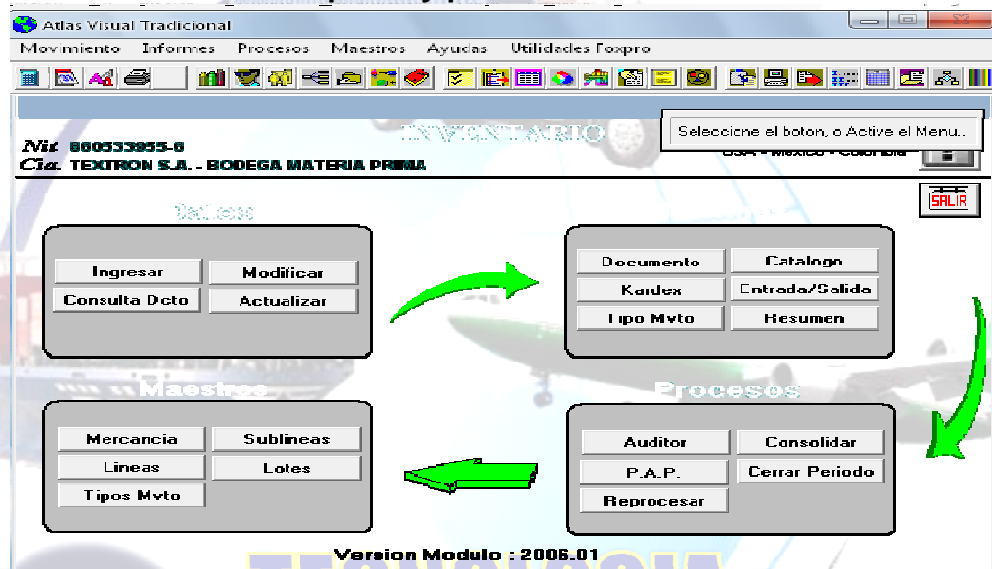 Atlas Visual Tradicional
Movimiento Informes Procesos Maestros Ayudas Utilidades Foxpro
INVENTARIO
Seleccione el boton, o Active el Menu..
Nit. 860533955-6
Cia. TEXTRON S.A. - BODEGA MATERIA PRIMA
USA - Mexico - Colombia
SALIR
Datos
Ingresar Modificar
Consulta Dcto Actualizar
Documento Catalogo
Kardex Entrada/Salida
Tipo Mvto Resumen
Maestros
Procesos
Mercancia Sublineas
Lineas Lotes
Tipos Mvto
Auditor Consolidar
P.A.P. Cerrar Periodo
Reprocesar
Version Modulo : 2006.01
TECNOLOGIA